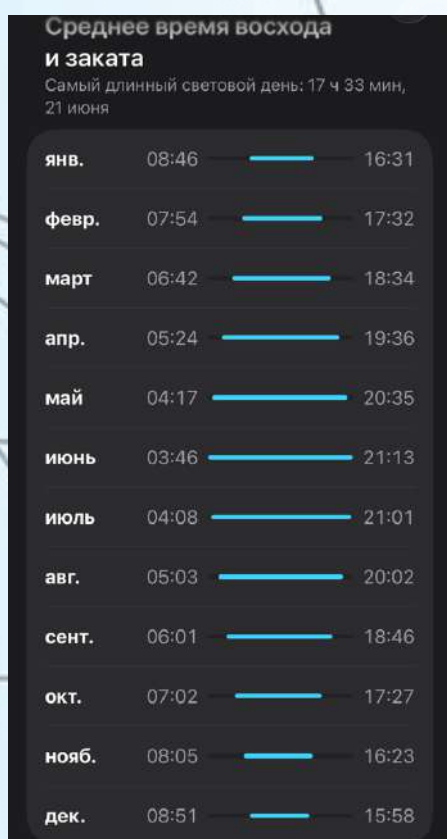 Среднее время восхода
и заката
Самый длинный световой день: 17 ч 33 мин,
21 июня
янв. 08:46 16:31
февр. 07:54 17:32
март 06:42 18:34
апр. 05:24 19:36
май 04:17 20:35
июнь 03:46 21:13
июль 04:08 21:01
авг. 05:03 20:02
сент. 06:01 18:46
окт. 07:02 17:27
нояб. 08:05 16:23
дек. 08:51 15:58